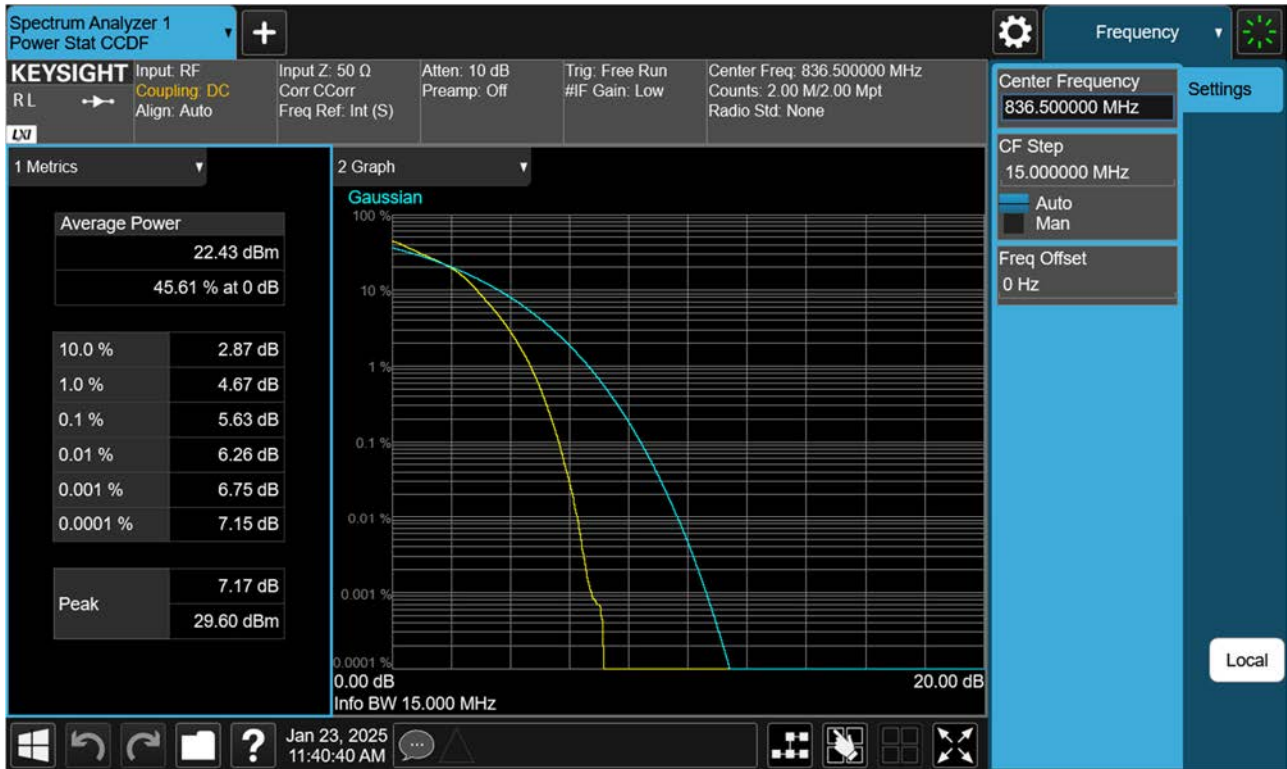 Spectrum Analyzer 1
Power Stat CCDF
Frequency
KEYSIGHT
R L
LXI
Input: RF
Coupling: DC
Align: Auto
Input Z: 50 Ω
Corr CCorr
Freq Ref: Int (S)
Atten: 10 dB
Preamp: Off
Trig: Free Run
#IF Gain: Low
Center Freq: 836.500000 MHz
Counts: 2.00 M/2.00 Mpt
Radio Std: None
Center Frequency
836.500000 MHz
Settings
CF Step
15.000000 MHz
Auto
Man
Freq Offset
0 Hz
Local
1 Metrics
Average Power
22.43 dBm
45.61 % at 0 dB
10.0 % 2.87 dB
1.0 % 4.67 dB
0.1 % 5.63 dB
0.01 % 6.26 dB
0.001 % 6.75 dB
0.0001 % 7.15 dB
Peak 7.17 dB
29.60 dBm
2 Graph
Gaussian
100 %
10 %
1 %
0.1 %
0.01 %
0.001 %
0.0001 %
0.00 dB 20.00 dB
Info BW 15.000 MHz
?
Jan 23, 2025
11:40:40 AM